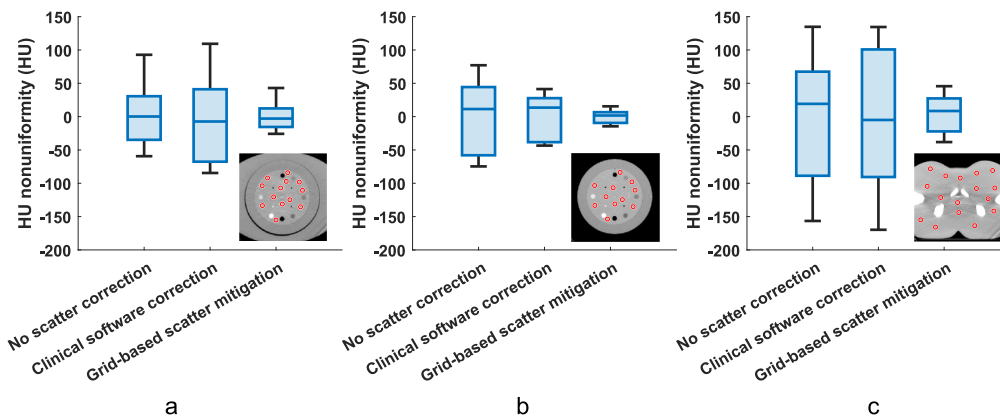 HU nonuniformity (HU)
150
100
50
0
-50
-100
-150
-200
No scatter correction
Clinical software correction
Grid-based scatter mitigation
a
HU nonuniformity (HU)
150
100
50
0
-50
-100
-150
-200
No scatter correction
Clinical software correction
Grid-based scatter mitigation
b
HU nonuniformity (HU)
150
100
50
0
-50
-100
-150
-200
No scatter correction
Clinical software correction
Grid-based scatter mitigation
c